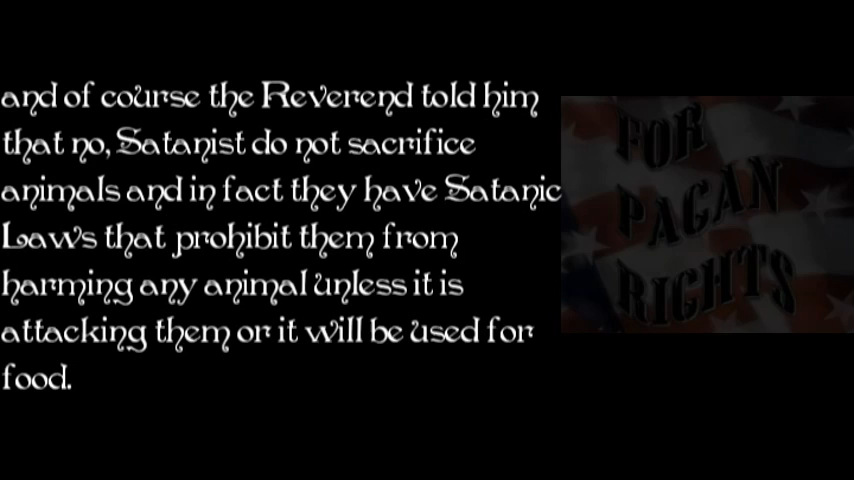 and of course the Reverend told him
that no, Satanist do not sacrifice
animals and in fact they have Satanic
Laws that prohibit them from
harming any animal unless it is
attacking them or it will be used for
food.
FOR
PAGAN
RIGHTS